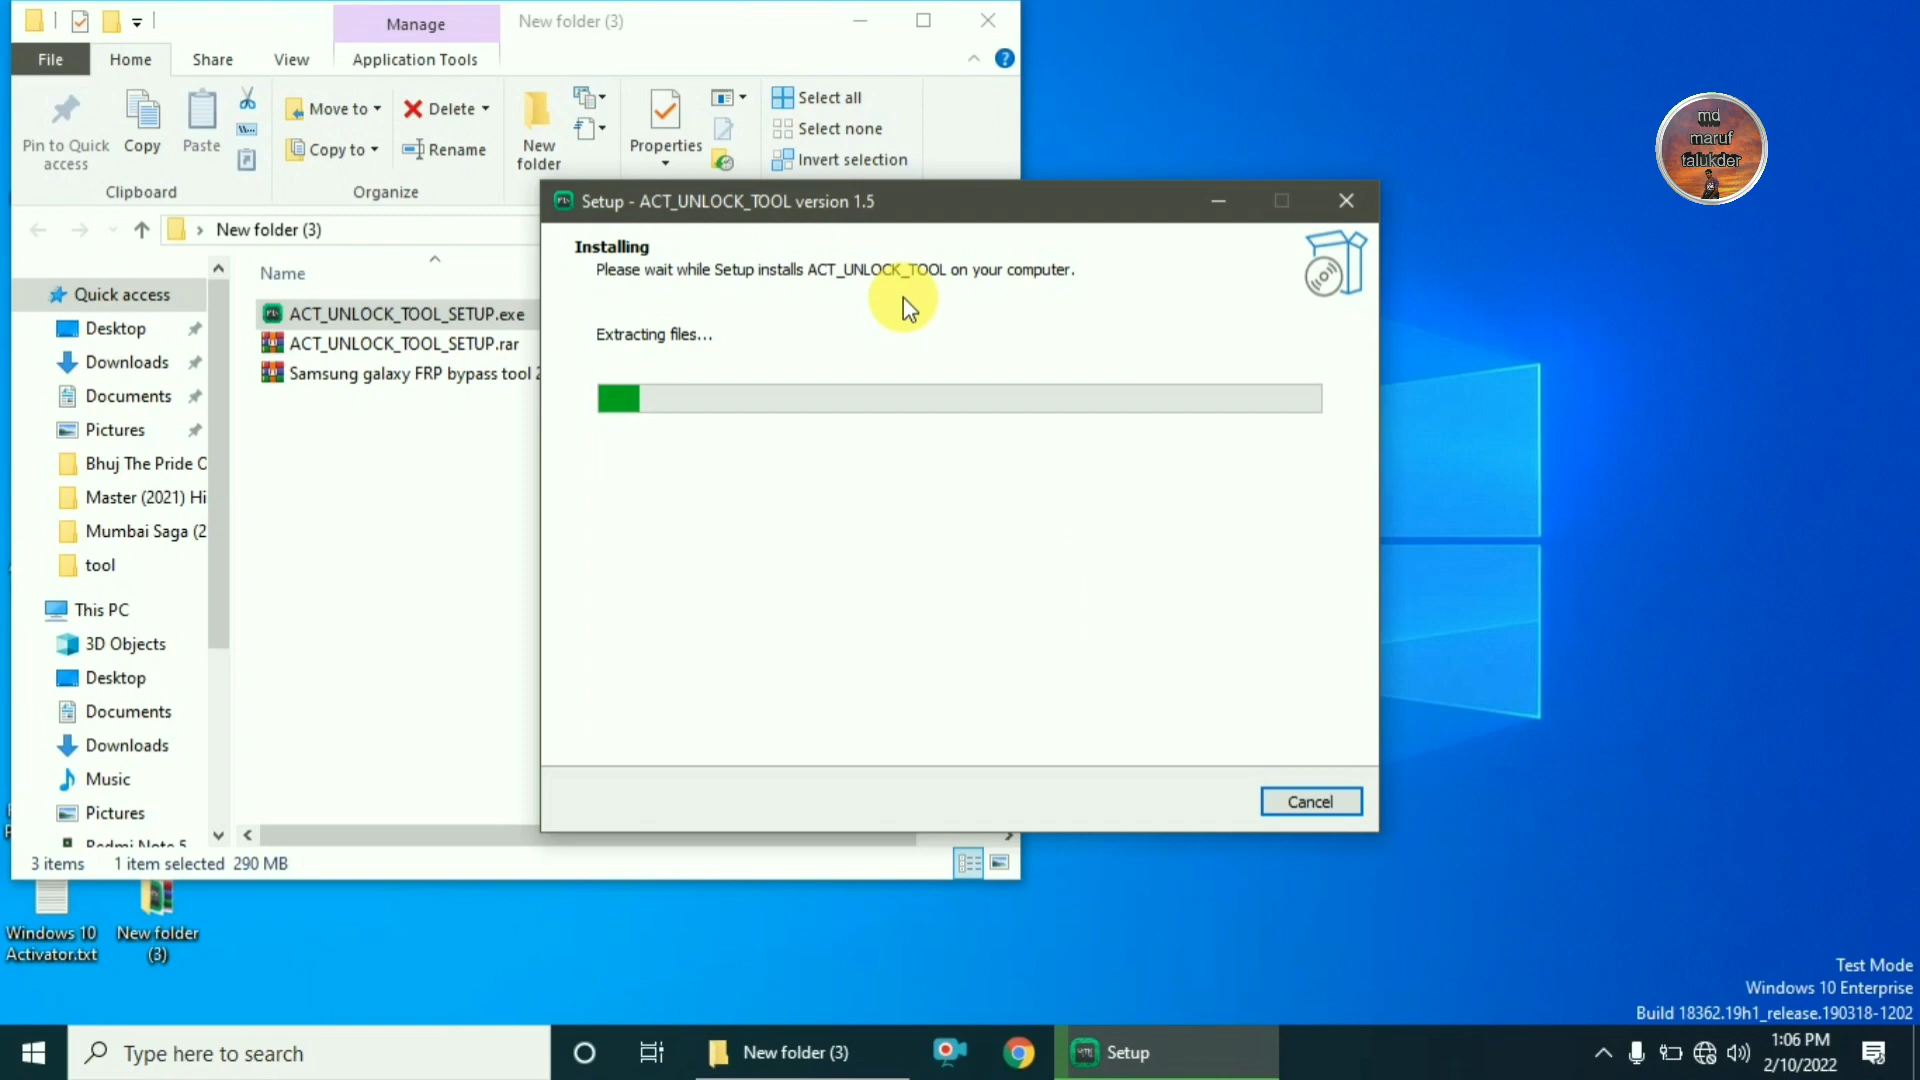 Manage
New folder (3)
File
Home
Share
View
Application Tools
Pin to Quick access
Copy
Paste
Move to
Copy to
Delete
Rename
New folder
Properties
Select all
Select none
Invert selection
Clipboard
Organize
New folder (3)
Name
Quick access
Desktop
Downloads
Documents
Pictures
Bhuj The Pride O
Master (2021) Hi
Mumbai Saga (2
tool
This PC
3D Objects
Desktop
Documents
Downloads
Music
Pictures
Redmi Note 5
ACT_UNLOCK_TOOL_SETUP.exe
ACT_UNLOCK_TOOL_SETUP.rar
Samsung galaxy FRP bypass tool 2
3 items
1 item selected 290 MB
Setup - ACT_UNLOCK_TOOL version 1.5
Installing
Please wait while Setup installs ACT_UNLOCK_TOOL on your computer.
Extracting files...
Cancel
md
maruf
talukder
Windows 10
Activator.txt
New folder
(3)
Test Mode
Windows 10 Enterprise
Build 18362.19h1_release.190318-1202
Type here to search
New folder (3)
Setup
1:06 PM
2/10/2022